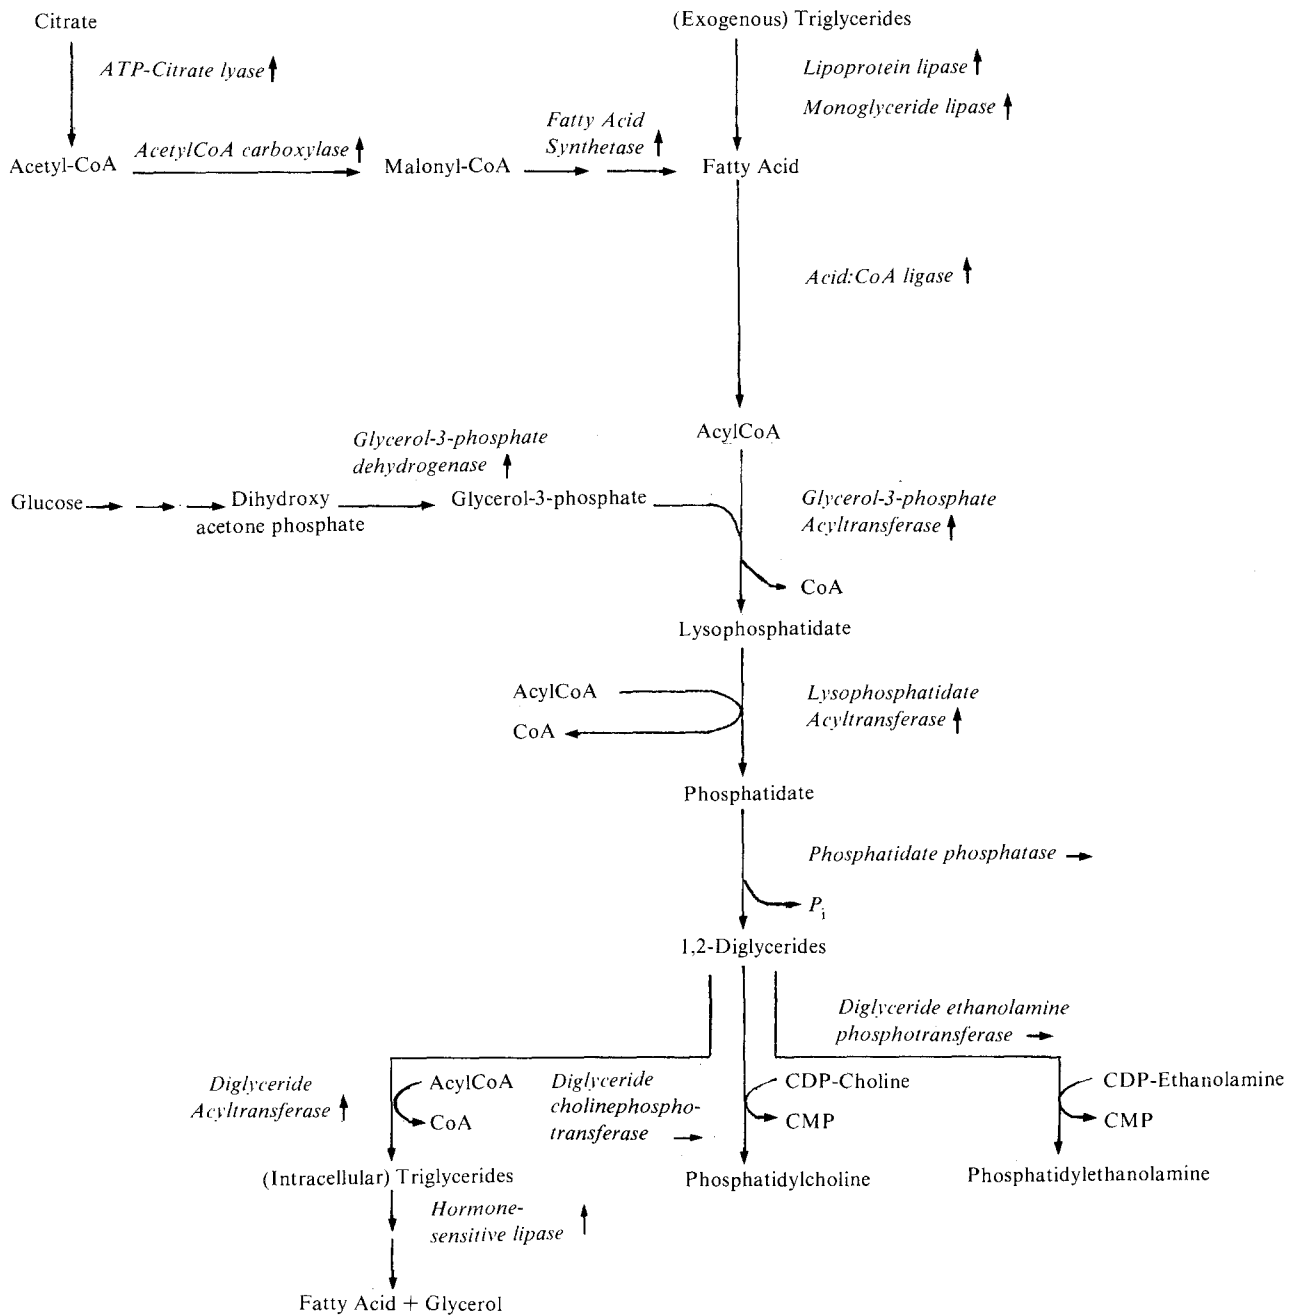 Citrate
(Exogenous) Triglycerides
ATP-Citrate lyase
Lipoprotein lipase
Monoglyceride lipase
Fatty Acid
Synthetase
Acetyl-CoA
AcetylCoA carboxylase
Malonyl-CoA
Fatty Acid
Acid:CoA ligase
AcylCoA
Glycerol-3-phosphate
dehydrogenase
Glucose
Dihydroxy
acetone phosphate
Glycerol-3-phosphate
Glycerol-3-phosphate
Acyltransferase
CoA
Lysophosphatidate
AcylCoA
CoA
Lysophosphatidate
Acyltransferase
Phosphatidate
Phosphatidate phosphatase
Pi
1,2-Diglycerides
Diglyceride ethanolamine
phosphotransferase
Diglyceride
Acyltransferase
AcylCoA
CoA
Diglyceride
cholinephospho-
transferase
CDP-Choline
CMP
CDP-Ethanolamine
CMP
(Intracellular) Triglycerides
Phosphatidylcholine
Phosphatidylethanolamine
Hormone-
sensitive lipase
Fatty Acid + Glycerol